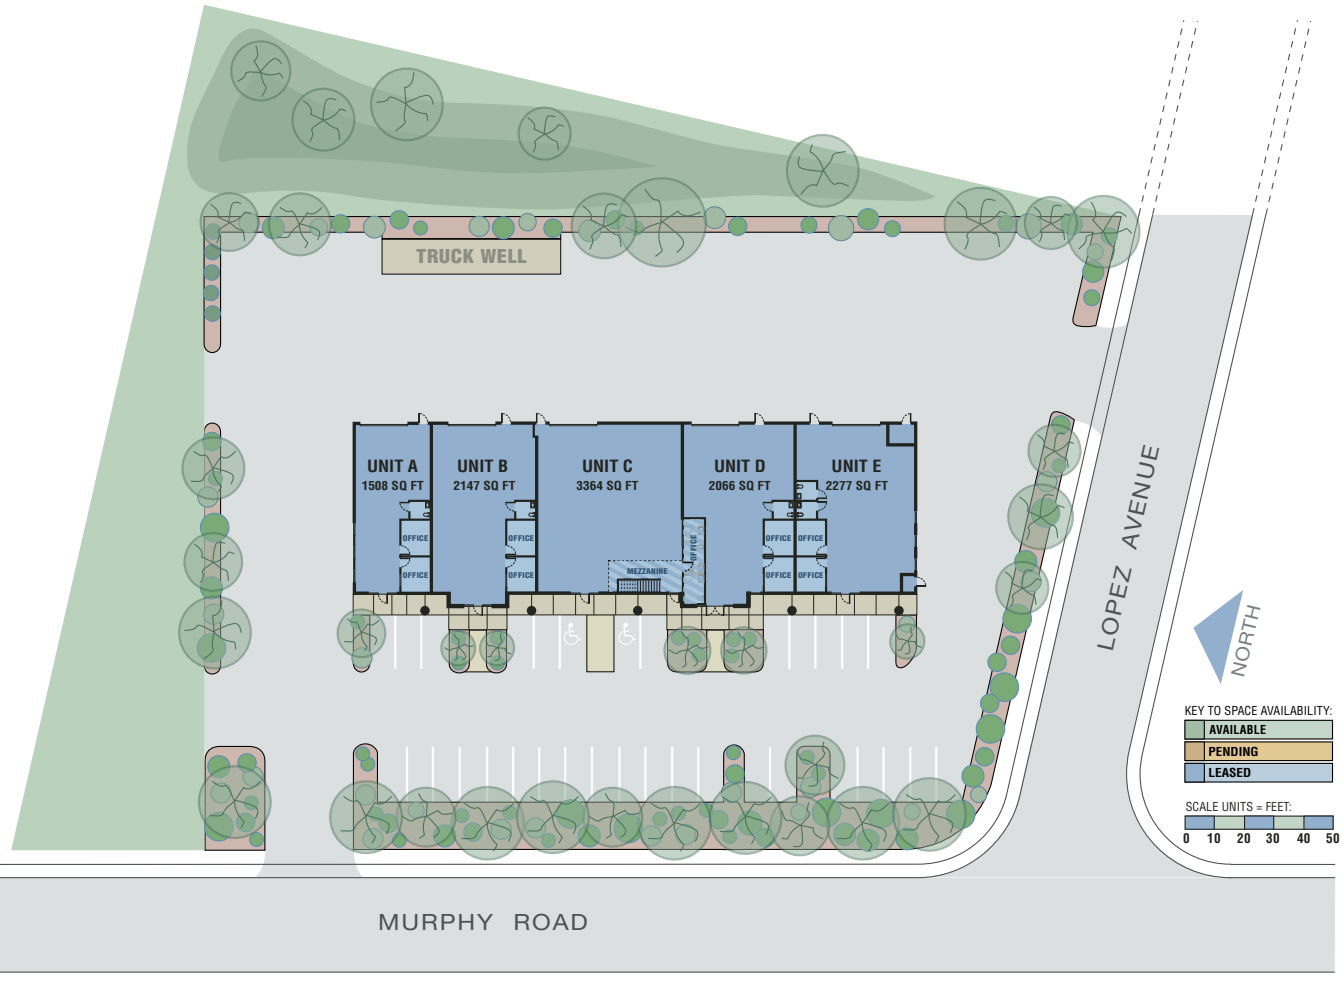 TRUCK WELL
UNIT A
1508 SQ FT
UNIT B
2147 SQ FT
UNIT C
3364 SQ FT
UNIT D
2066 SQ FT
UNIT E
2277 SQ FT
OFFICE
OFFICE
OFFICE
OFFICE
OFFICE
OFFICE
OFFICE
OFFICE
OFFICE
MEZZANINE
LOPEZ AVENUE
NORTH
KEY TO SPACE AVAILABILITY:
AVAILABLE
PENDING
LEASED
SCALE UNITS = FEET:
0 10 20 30 40 50
MURPHY ROAD